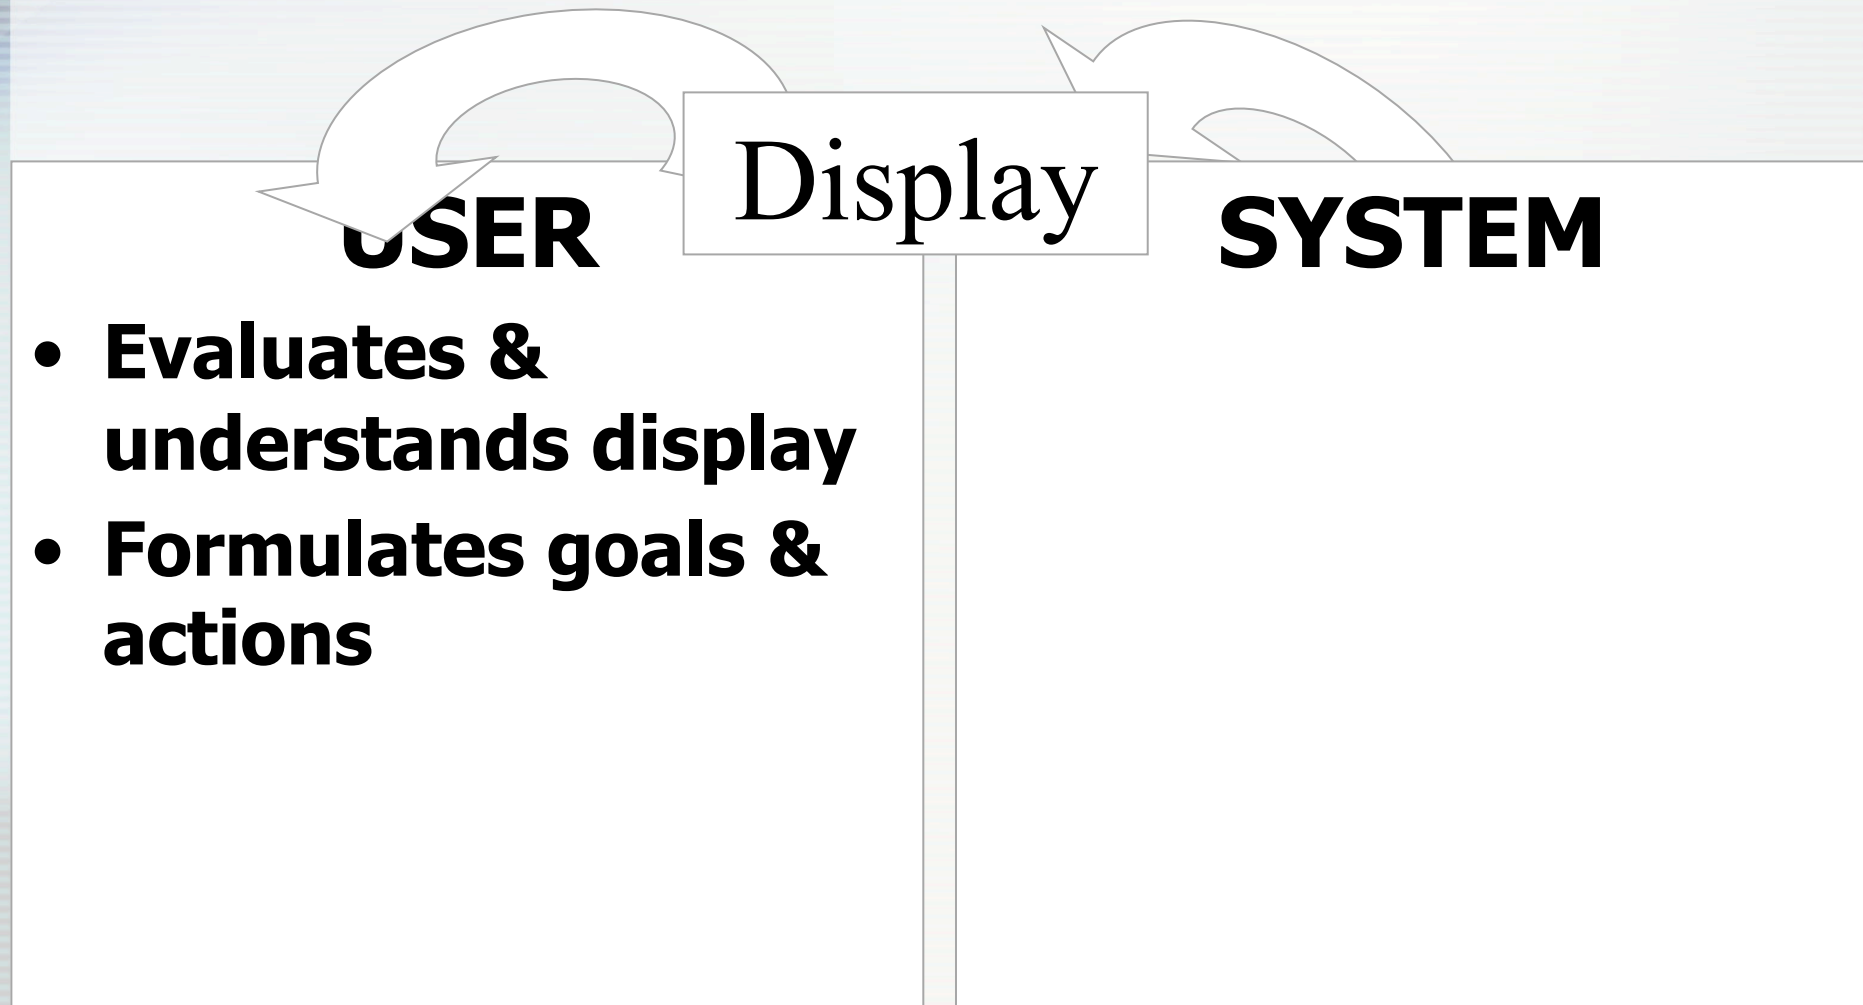 Display
USER
SYSTEM
• Evaluates &
understands display
• Formulates goals &
actions